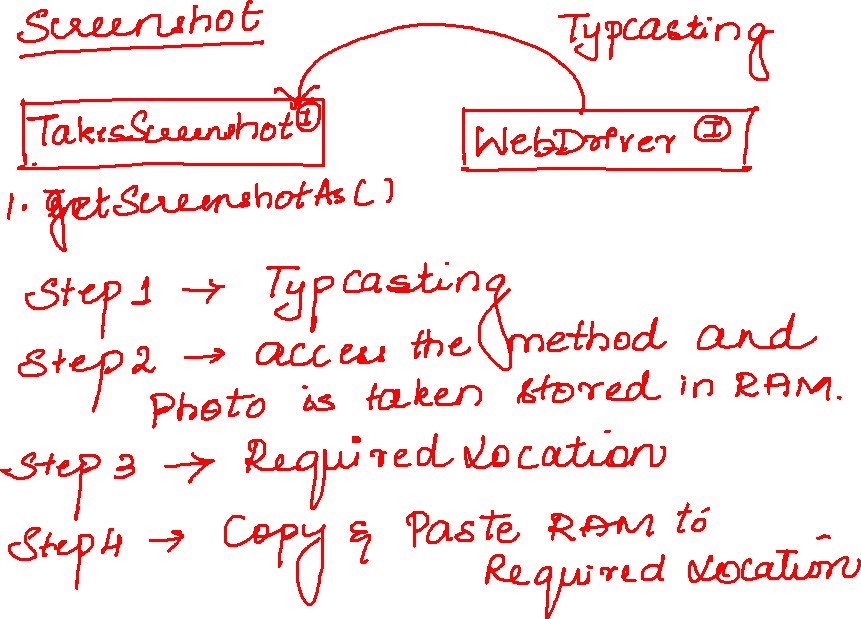 Screenshot
Typcasting
TakesScreenshot I
WebDriver I
1. getScreenshotAs()
Step 1 → Typcasting
Step 2 → access the method and
Photo is taken stored in RAM.
Step 3 → Required Location
Step 4 → Copy & Paste RAM to
Required Location